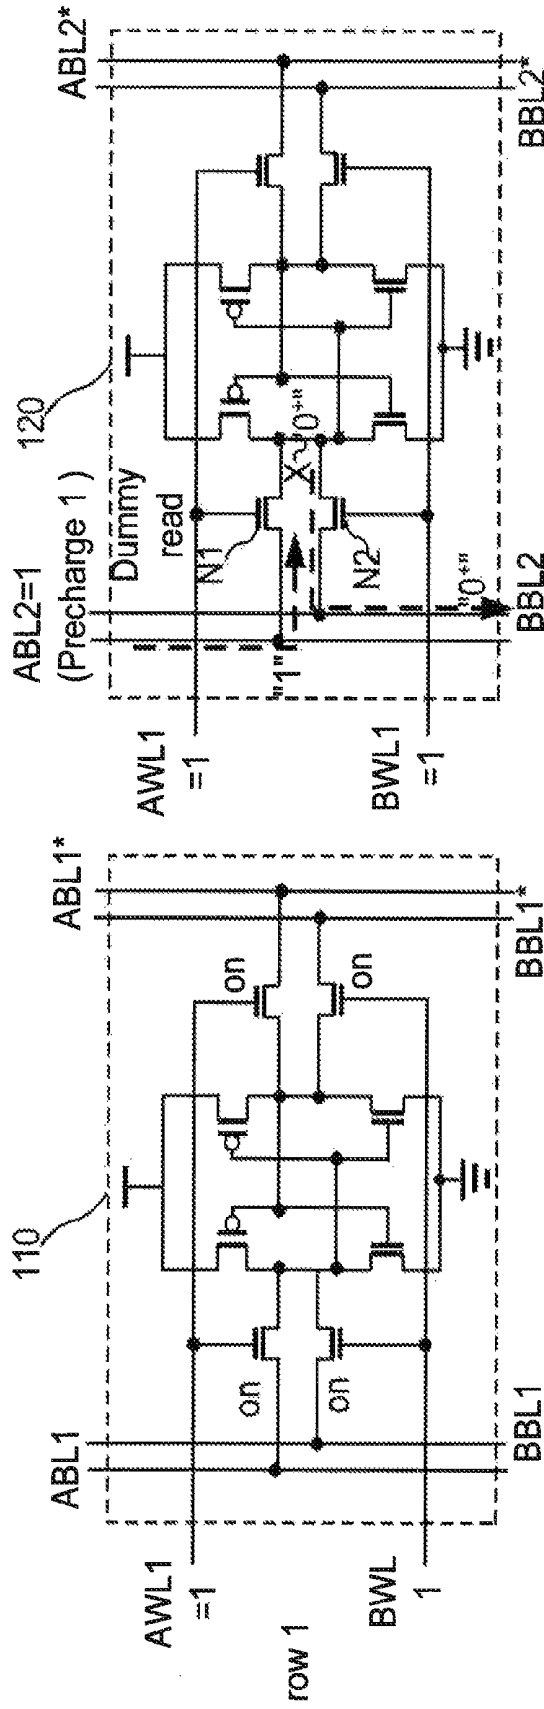 110
ABL1
ABL1*
AWL1
=1
on
on
row 1
on
on
BWL
1
BBL1
BBL1*
120
ABL2=1
(Precharge 1 )
ABL2*
Dummy
read
AWL1
=1
N1
X
"0+"
"1"
N2
BWL1
=1
"0+"
BBL2
BBL2*